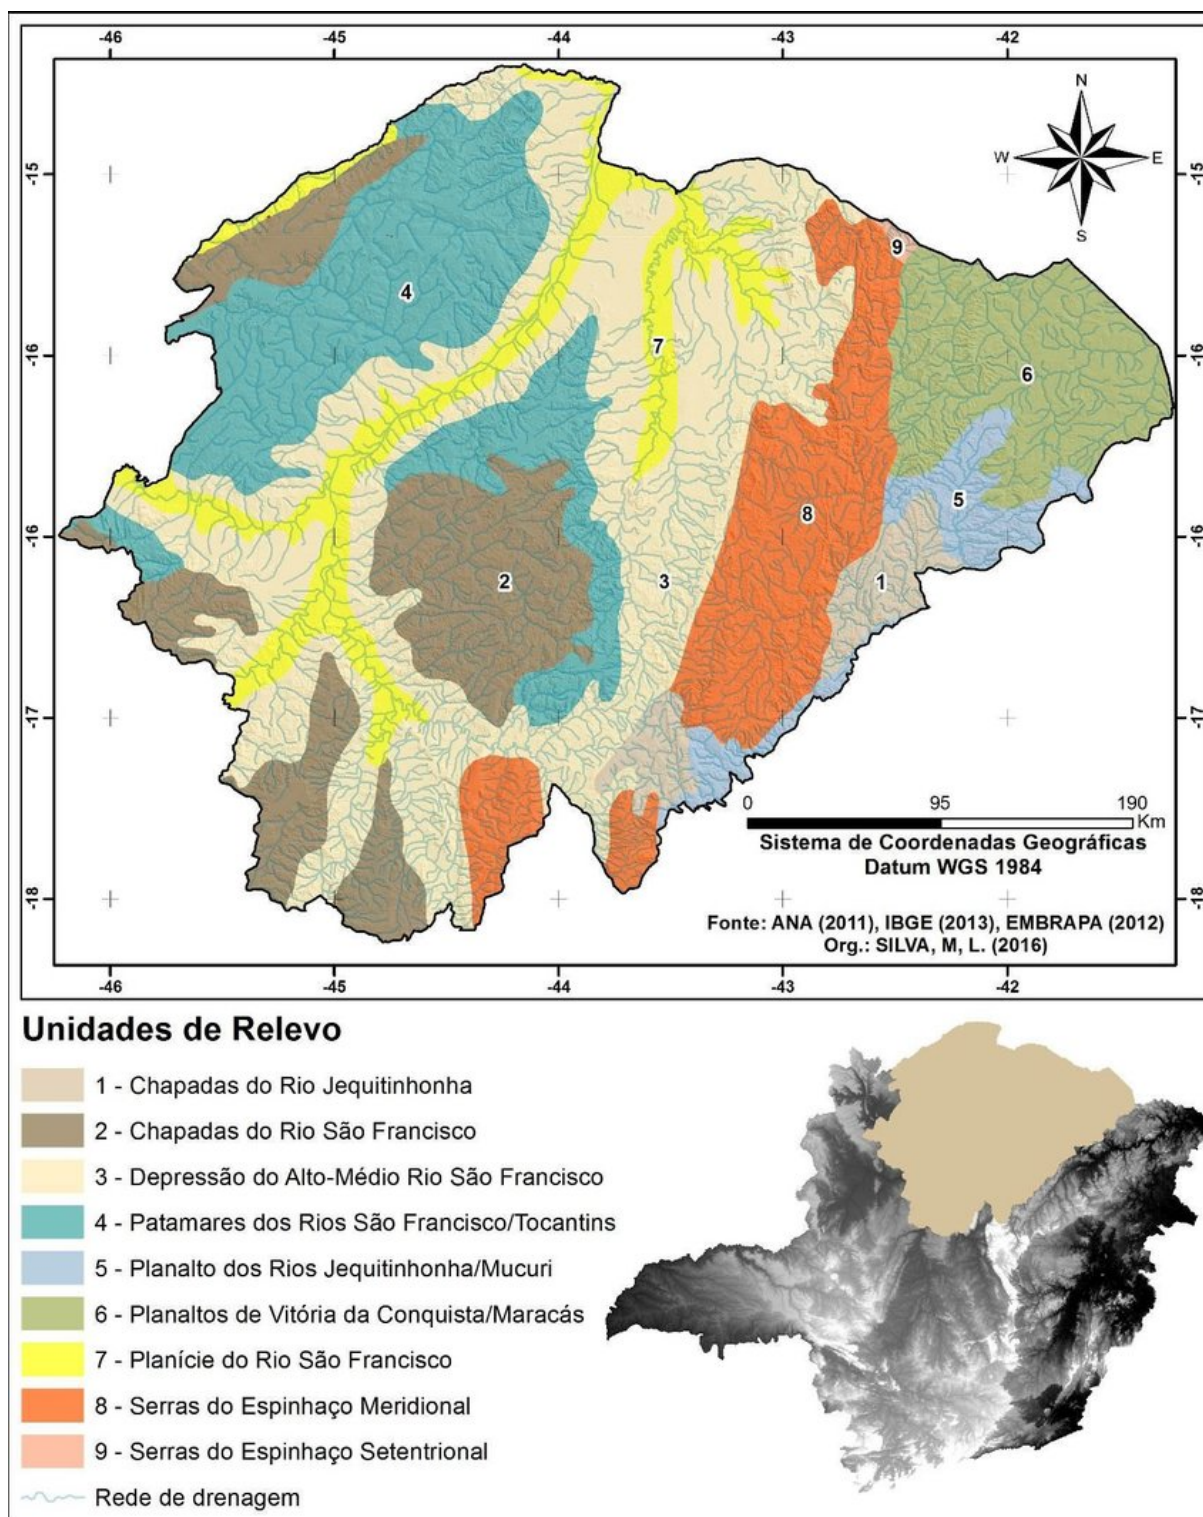 -46 -45 -44 -43 -42
N
W E
S
-15 -15
9
4
-16 7 -16
6
5
8
-16 -16
2 3 1
-17 -17
0 95 190
Km
Sistema de Coordenadas Geográficas
Datum WGS 1984
-18 -18
Fonte: ANA (2011), IBGE (2013), EMBRAPA (2012)
Org.: SILVA, M, L. (2016)
-46 -45 -44 -43 -42
Unidades de Relevo
1 - Chapadas do Rio Jequitinhonha
2 - Chapadas do Rio São Francisco
3 - Depressão do Alto-Médio Rio São Francisco
4 - Patamares dos Rios São Francisco/Tocantins
5 - Planalto dos Rios Jequitinhonha/Mucuri
6 - Planaltos de Vitória da Conquista/Maracás
7 - Planície do Rio São Francisco
8 - Serras do Espinhaço Meridional
9 - Serras do Espinhaço Setentrional
Rede de drenagem